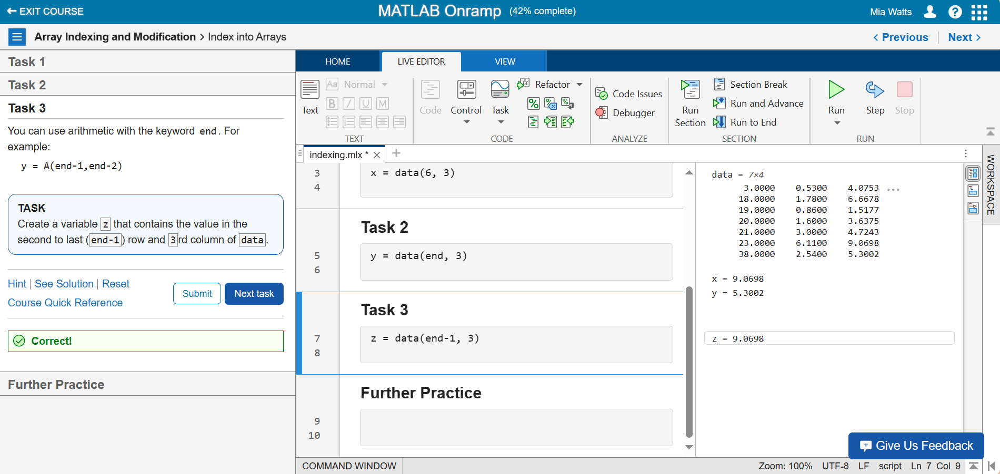 EXIT COURSE
MATLAB Onramp (42% complete)
Mia Watts
Array Indexing and Modification > Index into Arrays
< Previous | Next >
Task 1
Task 2
Task 3
You can use arithmetic with the keyword end. For
example:
y = A(end-1,end-2)
TASK
Create a variable z that contains the value in the
second to last (end-1) row and 3rd column of data.
Hint | See Solution | Reset
Course Quick Reference
Submit
Next task
Correct!
Further Practice
HOME
LIVE EDITOR
VIEW
Text
Aa Normal
B I U M
TEXT
Code
Control
Task
Refactor
CODE
Code Issues
Debugger
ANALYZE
Run
Section
Section Break
Run and Advance
Run to End
SECTION
Run
Step
Stop
RUN
indexing.mlx * × +
3 x = data(6, 3)
4
Task 2
5 y = data(end, 3)
6
Task 3
7 z = data(end-1, 3)
8
Further Practice
9
10
data = 7×4
3.0000 0.5300 4.0753 ...
18.0000 1.7800 6.6678
19.0000 0.8600 1.5177
20.0000 1.6000 3.6375
21.0000 3.0000 4.7243
23.0000 6.1100 9.0698
38.0000 2.5400 5.3002
x = 9.0698
y = 5.3002
z = 9.0698
WORKSPACE
Give Us Feedback
COMMAND WINDOW
Zoom: 100% UTF-8 LF script Ln 7 Col 9